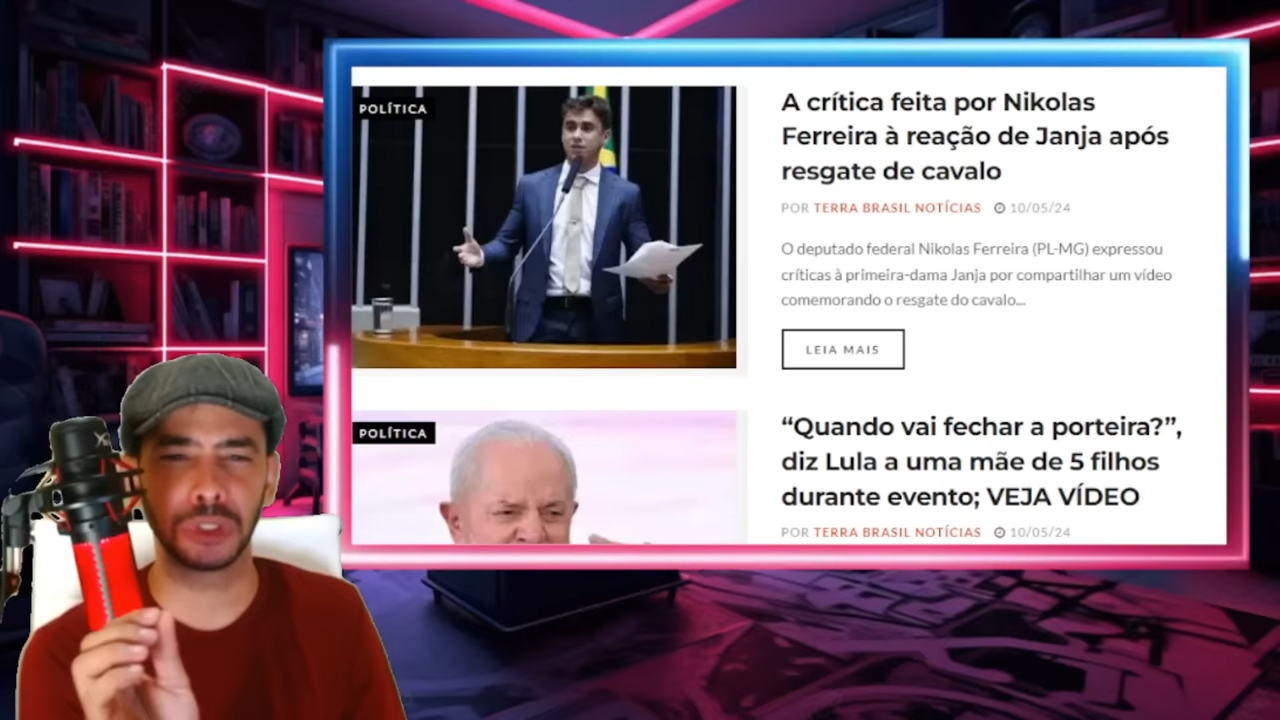 POLÍTICA
A crítica feita por Nikolas
Ferreira à reação de Janja após
resgate de cavalo
POR TERRA BRASIL NOTÍCIAS 10/05/24
O deputado federal Nikolas Ferreira (PL-MG) expressou
críticas à primeira-dama Janja por compartilhar um vídeo
comemorando o resgate do cavalo...
LEIA MAIS
POLÍTICA
“Quando vai fechar a porteira?”,
diz Lula a uma mãe de 5 filhos
durante evento; VEJA VÍDEO
POR TERRA BRASIL NOTÍCIAS 10/05/24